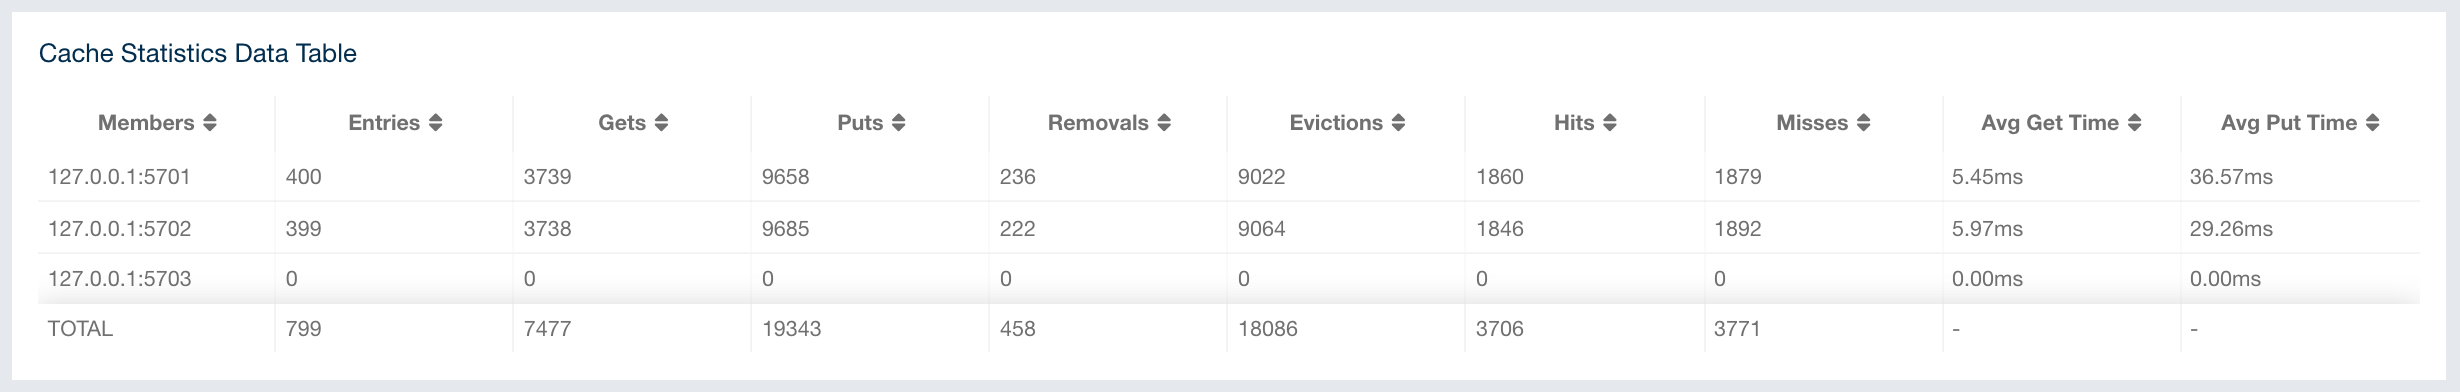 Cache Statistics Data Table
Members Entries Gets Puts Removals Evictions Hits Misses Avg Get Time Avg Put Time
127.0.0.1:5701 400 3739 9658 236 9022 1860 1879 5.45ms 36.57ms
127.0.0.1:5702 399 3738 9685 222 9064 1846 1892 5.97ms 29.26ms
127.0.0.1:5703 0 0 0 0 0 0 0 0.00ms 0.00ms
TOTAL 799 7477 19343 458 18086 3706 3771 - -